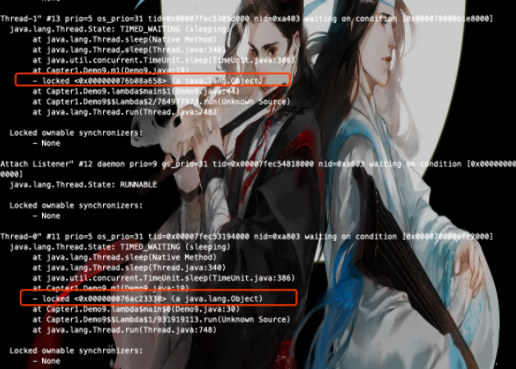 Thread-1" #13 prio=5 os_prio=31 tid=0x00007fec5305d000 nid=0xa403 waiting on condition
java.lang.Thread.State: TIMED_WAITING (sleeping)
at java.lang.Thread.sleep(Native Method)
at java.lang.Thread.sleep(Thread.java:340)
at java.util.concurrent.TimeUnit.sleep(TimeUnit.java:386)
at Capter1.Demo9.m1(Demo9.java:19)
- locked <0x000000076b08a658> (a java.lang.Object)
at Capter1.Demo9.lambda$main$1(Demo9.java:44)
at Capter1.Demo9$$Lambda$2/764977973.run(Unknown Source)
at java.lang.Thread.run(Thread.java:748)
Locked ownable synchronizers:
- None
Attach Listener" #12 daemon prio=9 os_prio=31 tid=0x00007fec54818000 nid=0xa603 waiting on condition [0x00000000
0000]
java.lang.Thread.State: RUNNABLE
Locked ownable synchronizers:
- None
Thread-0" #11 prio=5 os_prio=31 tid=0x00007fec53194000 nid=0xa803 waiting on condition [0x000070000afe9000]
java.lang.Thread.State: TIMED_WAITING (sleeping)
at java.lang.Thread.sleep(Native Method)
at java.lang.Thread.sleep(Thread.java:340)
at java.util.concurrent.TimeUnit.sleep(TimeUnit.java:386)
at Capter1.Demo9.m1(Demo9.java:19)
- locked <0x000000076ac23330> (a java.lang.Object)
at Capter1.Demo9.lambda$main$0(Demo9.java:30)
at Capter1.Demo9$$Lambda$1/931919113.run(Unknown Source)
at java.lang.Thread.run(Thread.java:748)
Locked ownable synchronizers:
- None